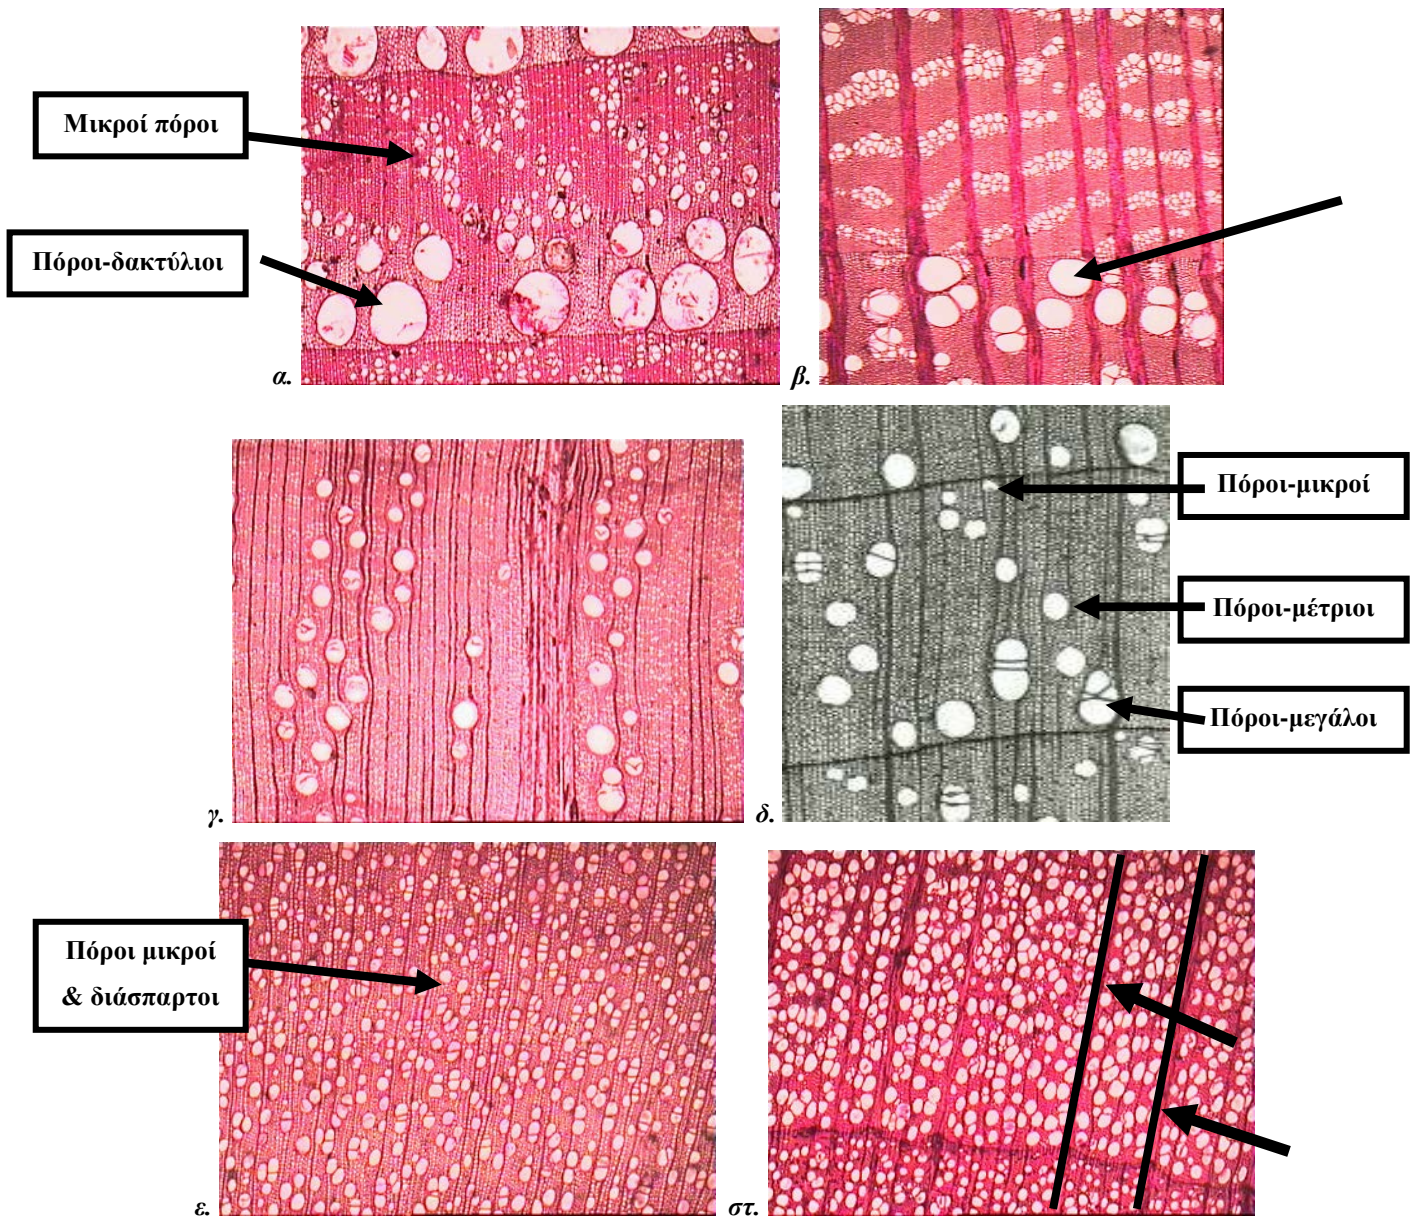 Μικροί πόροι
Πόροι-δακτύλιοι
α.
β.
Πόροι-μικροί
Πόροι-μέτριοι
Πόροι-μεγάλοι
γ.
δ.
Πόροι μικροί
& διάσπαρτοι
ε.
στ.